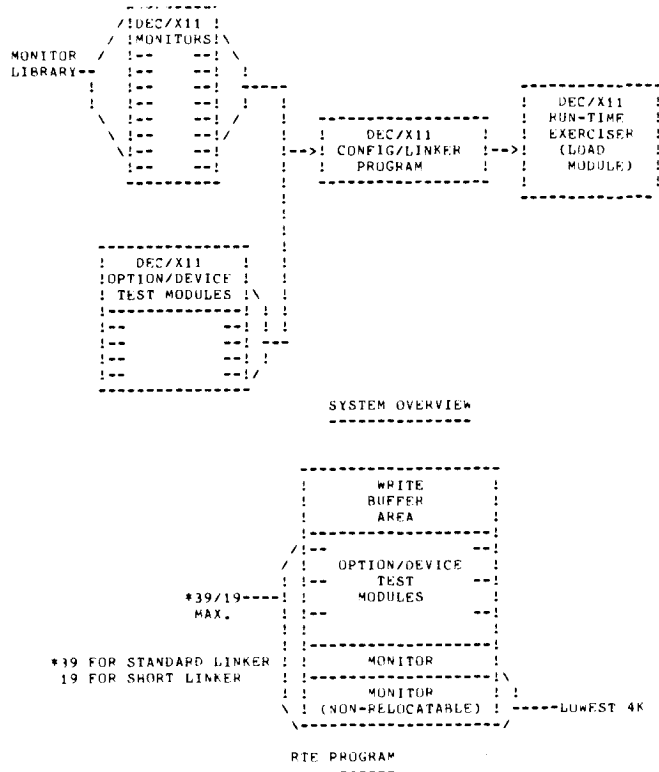 DEC/X11
MONITORS
MONITOR
LIBRARY
DEC/X11
CONFIG/LINKER
PROGRAM
DEC/X11
RUN-TIME
EXERCISER
(LOAD
MODULE)
DEC/X11
OPTION/DEVICE
TEST MODULES
SYSTEM OVERVIEW
WRITE
BUFFER
AREA
OPTION/DEVICE
TEST
MODULES
*39/19
MAX.
*39 FOR STANDARD LINKER
19 FOR SHORT LINKER
MONITOR
MONITOR
(NON-RELOCATABLE)
LOWEST 4K
RTE PROGRAM